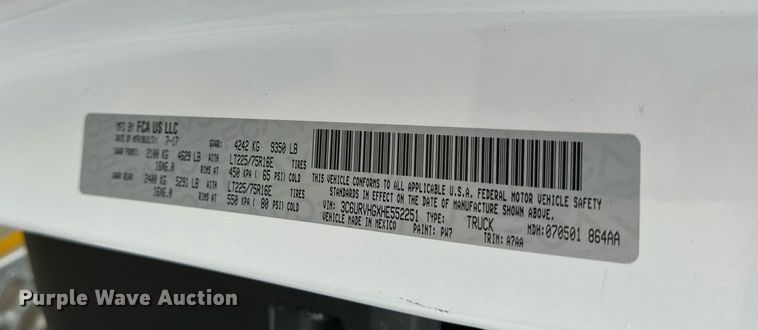 MFD BY FCA US LLC
DATE OF MFR(BUILT): 7-17 GVWR: 4242 KG 9350 LB
GAWR FRONT: 2100 KG 4629 LB WITH LT225/75R16E TIRES
16X6.0 RIMS AT 450 KPA ( 65 PSI) COLD
GAWR REAR: 2400 KG 5291 LB WITH LT225/75R16E TIRES
16X6.0 RIMS AT 550 KPA ( 80 PSI) COLD
THIS VEHICLE CONFORMS TO ALL APPLICABLE U.S.A. FEDERAL MOTOR VEHICLE SAFETY
STANDARDS IN EFFECT ON THE DATE OF MANUFACTURE SHOWN ABOVE.
VIN: 3C6URVHGXHE552251 TYPE: TRUCK MDH: 070501 864AA
VEHICLE MADE IN MEXICO PAINT: PW7 TRIM: A7AA
Purple Wave Auction